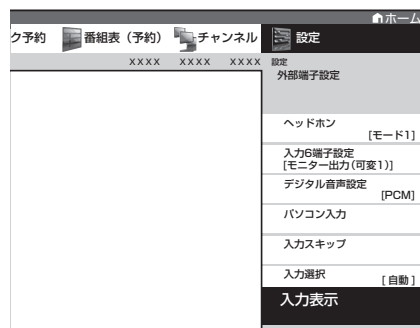 ホーム
ク予約 番組表（予約） チャンネル 設定
XXXX XXXX XXXX
設定
外部端子設定
ヘッドホン
[モード1]
入力6端子設定
[モニター出力(可変1)]
デジタル音声設定
[PCM]
パソコン入力
入力スキップ
入力選択
[自動]
入力表示